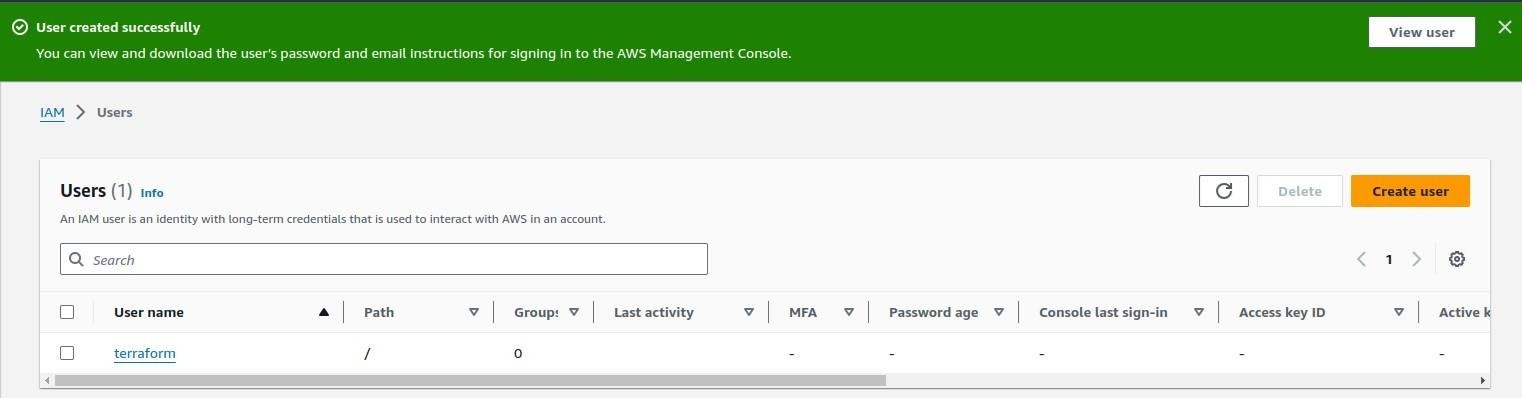 User created successfully
View user
You can view and download the user's password and email instructions for signing in to the AWS Management Console.
IAM > Users
Users (1) Info
Delete
Create user
An IAM user is an identity with long-term credentials that is used to interact with AWS in an account.
Search
1
User name Path Groups Last activity MFA Password age Console last sign-in Access key ID Active k
terraform / 0 - - - - -